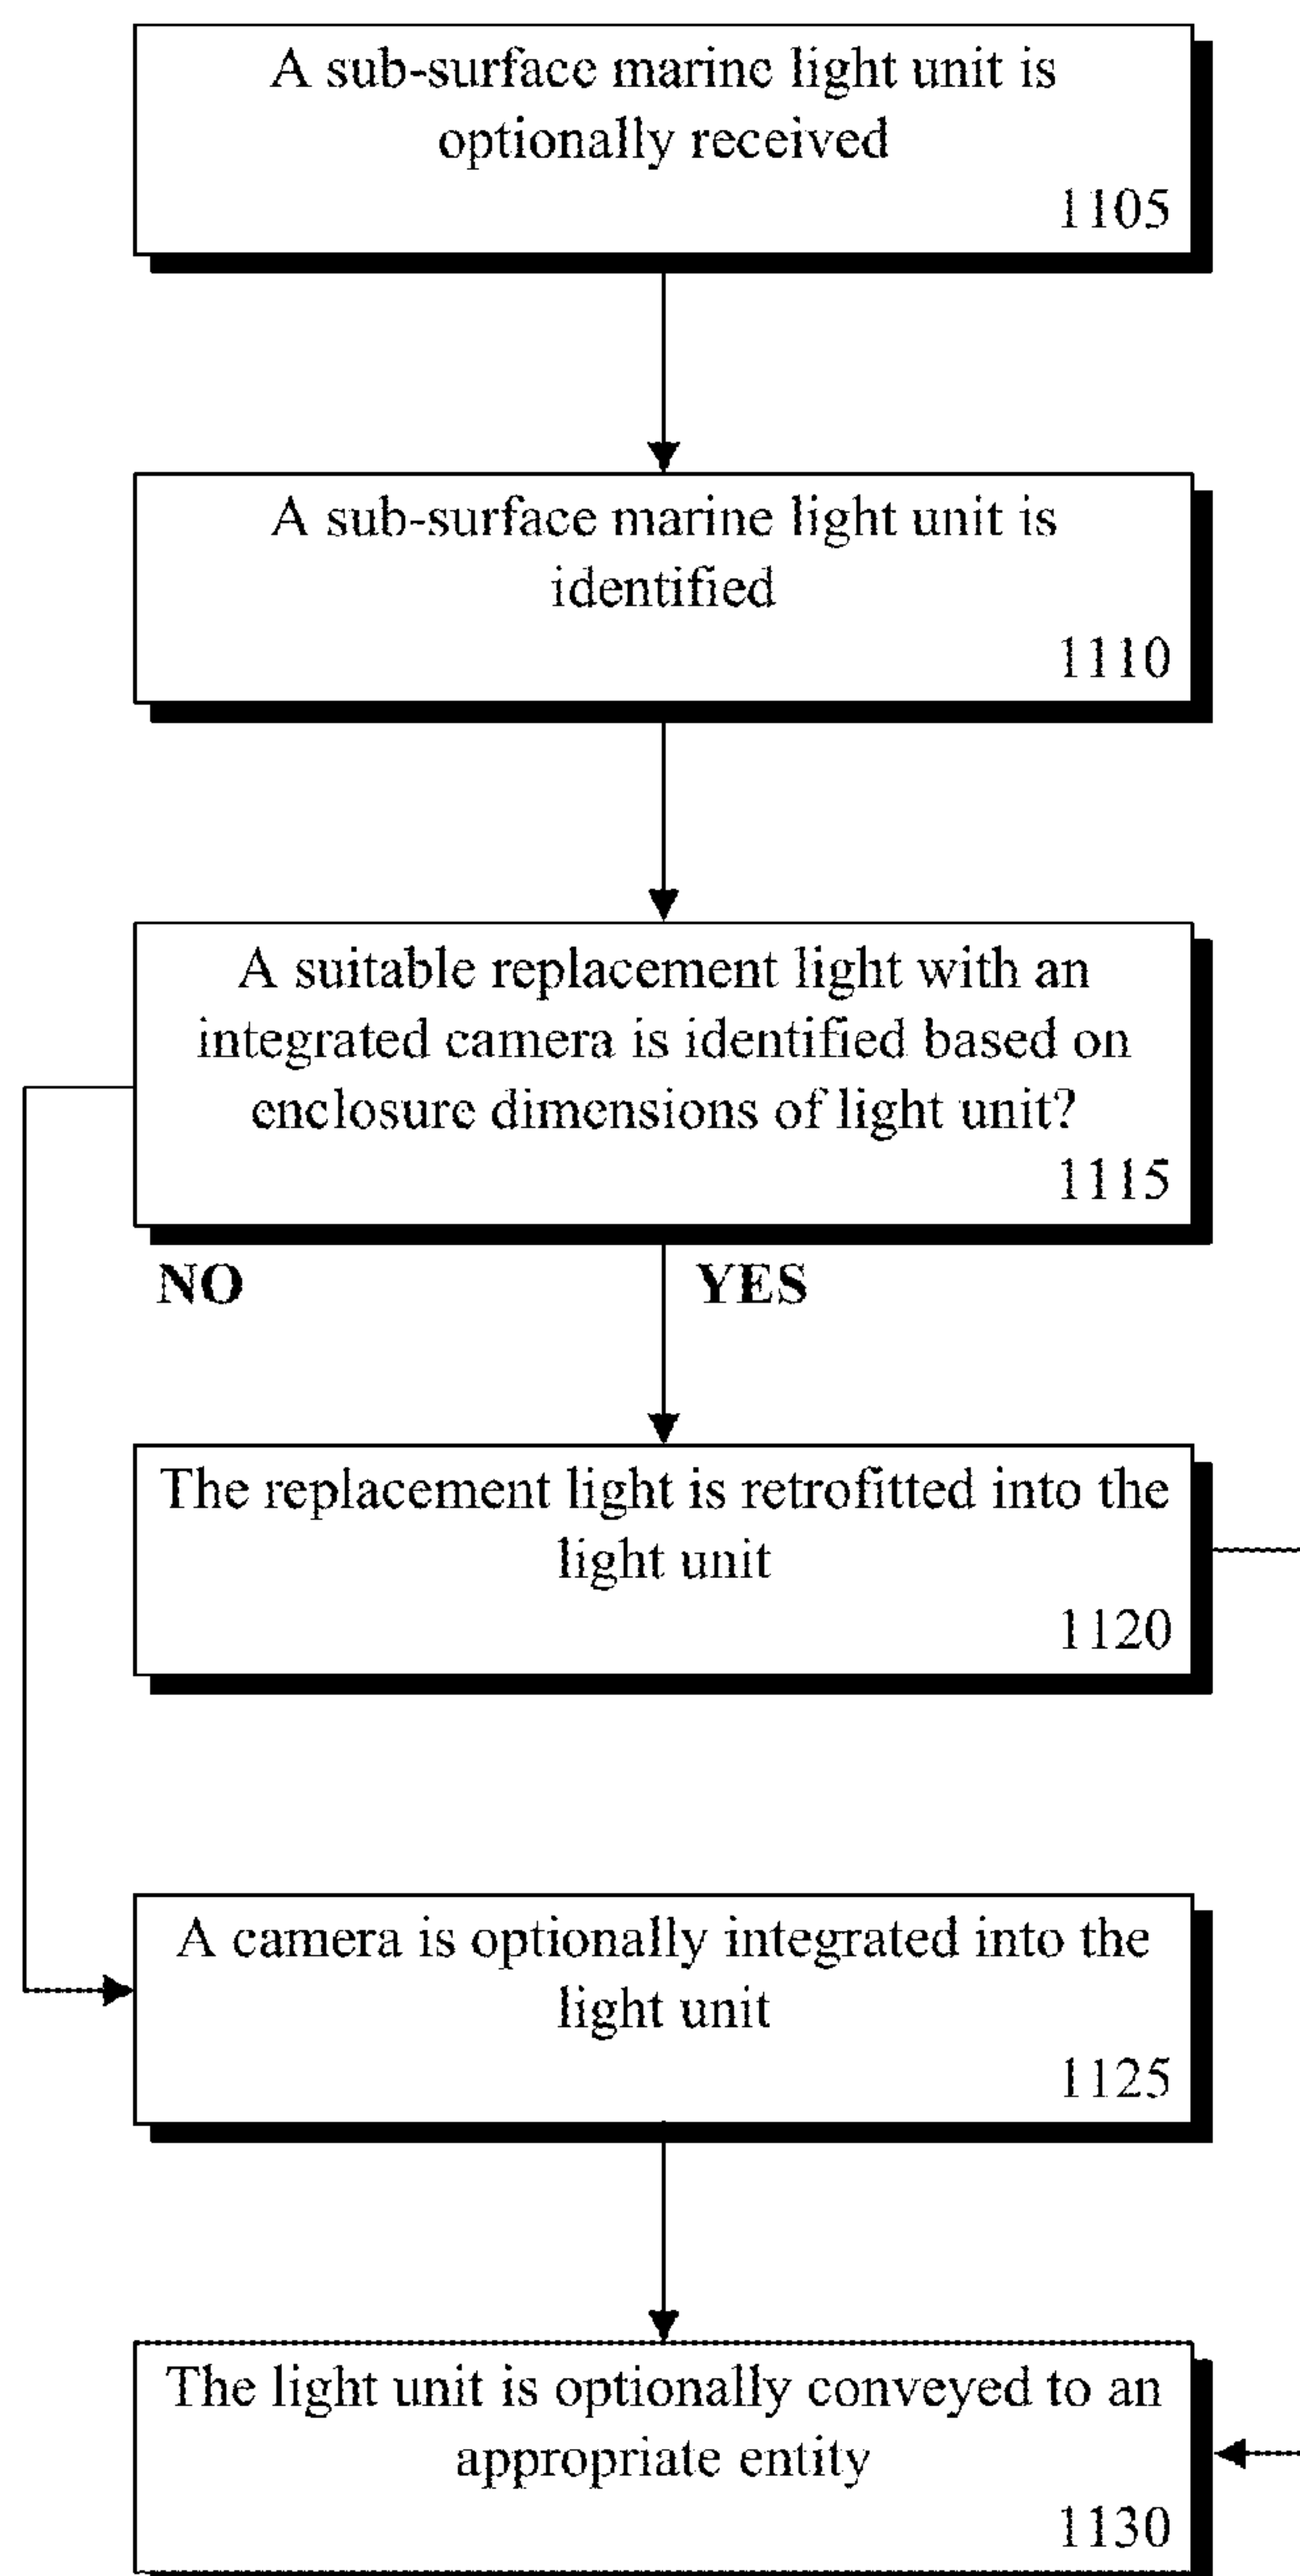 A sub-surface marine light unit is
optionally received
1105
A sub-surface marine light unit is
identified
1110
A suitable replacement light with an
integrated camera is identified based on
enclosure dimensions of light unit?
1115
NO
YES
The replacement light is retrofitted into the
light unit
1120
A camera is optionally integrated into the
light unit
1125
The light unit is optionally conveyed to an
appropriate entity
1130